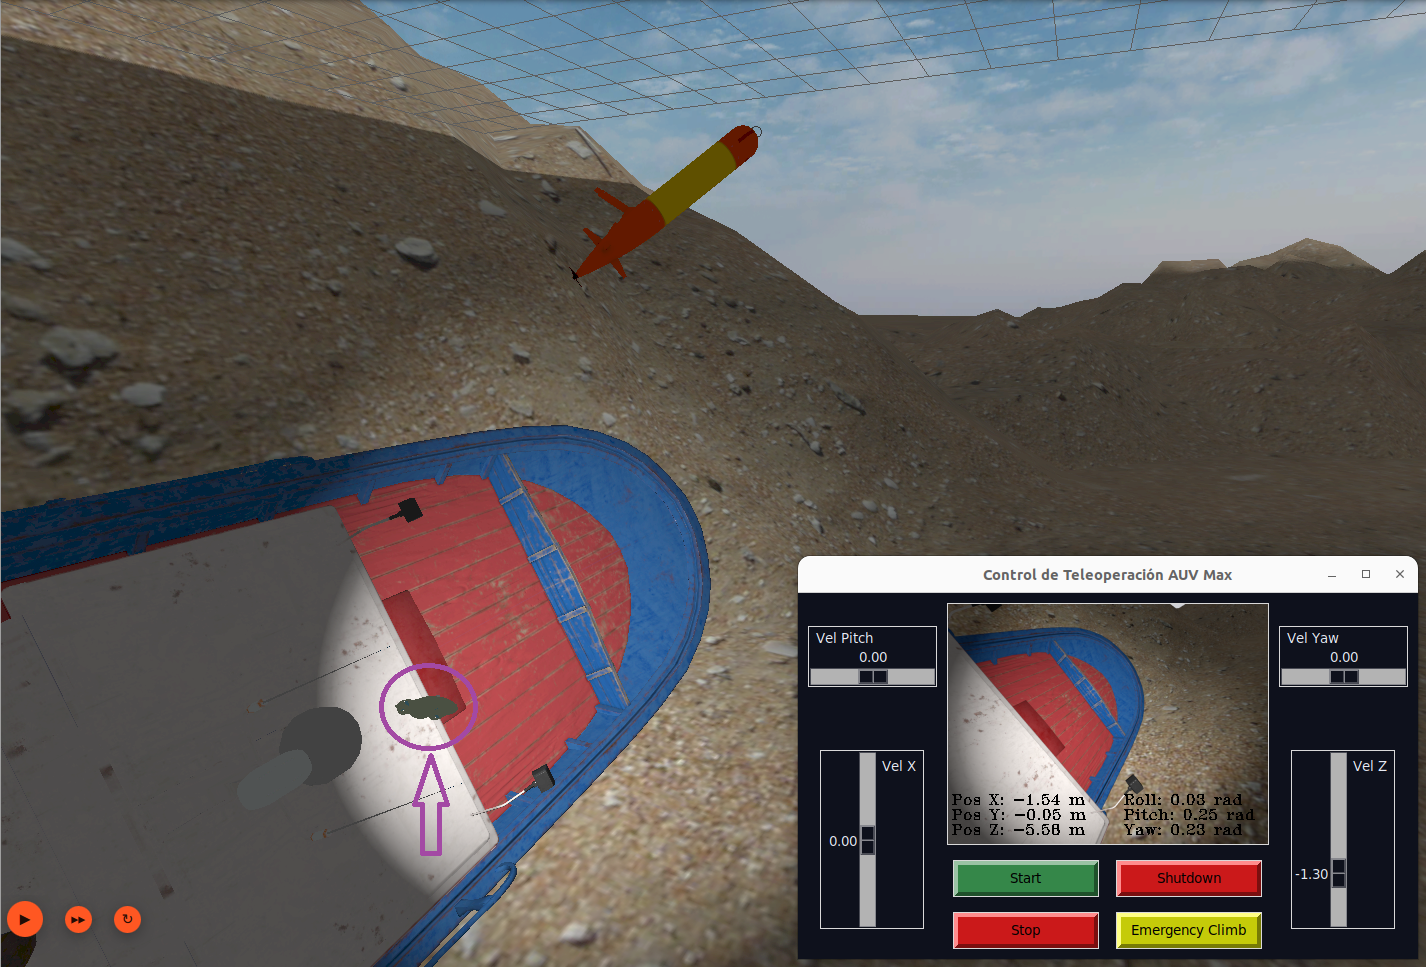 Control de Teleoperación AUV Max
Vel Pitch
0.00
Vel Yaw
0.00
Vel X
0.00
Vel Z
-1.30
Pos X: −1.54 m
Pos Y: −0.05 m
Pos Z: −5.58 m
Roll: 0.03 rad
Pitch: 0.25 rad
Yaw: 0.23 rad
Start
Shutdown
Stop
Emergency Climb